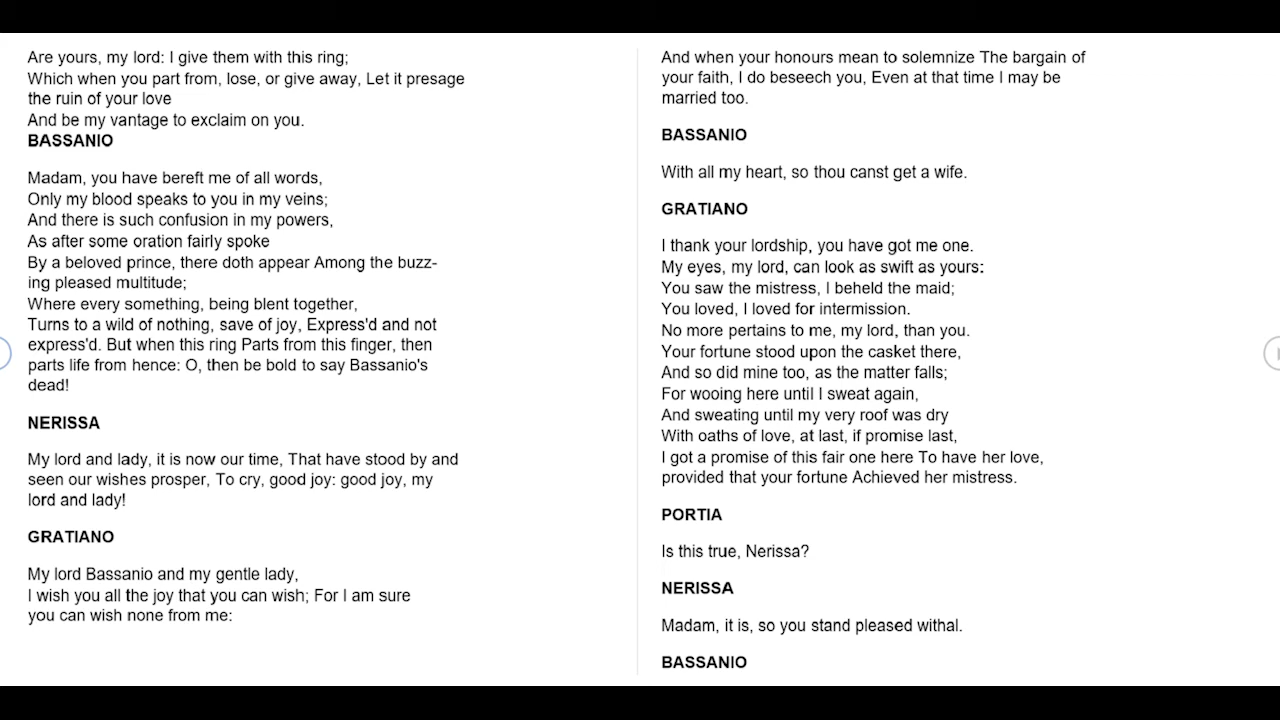 Are yours, my lord: I give them with this ring;
Which when you part from, lose, or give away, Let it presage
the ruin of your love
And be my vantage to exclaim on you.
BASSANIO
Madam, you have bereft me of all words,
Only my blood speaks to you in my veins;
And there is such confusion in my powers,
As after some oration fairly spoke
By a beloved prince, there doth appear Among the buzz-
ing pleased multitude;
Where every something, being blent together,
Turns to a wild of nothing, save of joy, Express'd and not
express'd. But when this ring Parts from this finger, then
parts life from hence: O, then be bold to say Bassanio's
dead!
NERISSA
My lord and lady, it is now our time, That have stood by and
seen our wishes prosper, To cry, good joy: good joy, my
lord and lady!
GRATIANO
My lord Bassanio and my gentle lady,
I wish you all the joy that you can wish; For I am sure
you can wish none from me:
And when your honours mean to solemnize The bargain of
your faith, I do beseech you, Even at that time I may be
married too.
BASSANIO
With all my heart, so thou canst get a wife.
GRATIANO
I thank your lordship, you have got me one.
My eyes, my lord, can look as swift as yours:
You saw the mistress, I beheld the maid;
You loved, I loved for intermission.
No more pertains to me, my lord, than you.
Your fortune stood upon the casket there,
And so did mine too, as the matter falls;
For wooing here until I sweat again,
And sweating until my very roof was dry
With oaths of love, at last, if promise last,
I got a promise of this fair one here To have her love,
provided that your fortune Achieved her mistress.
PORTIA
Is this true, Nerissa?
NERISSA
Madam, it is, so you stand pleased withal.
BASSANIO